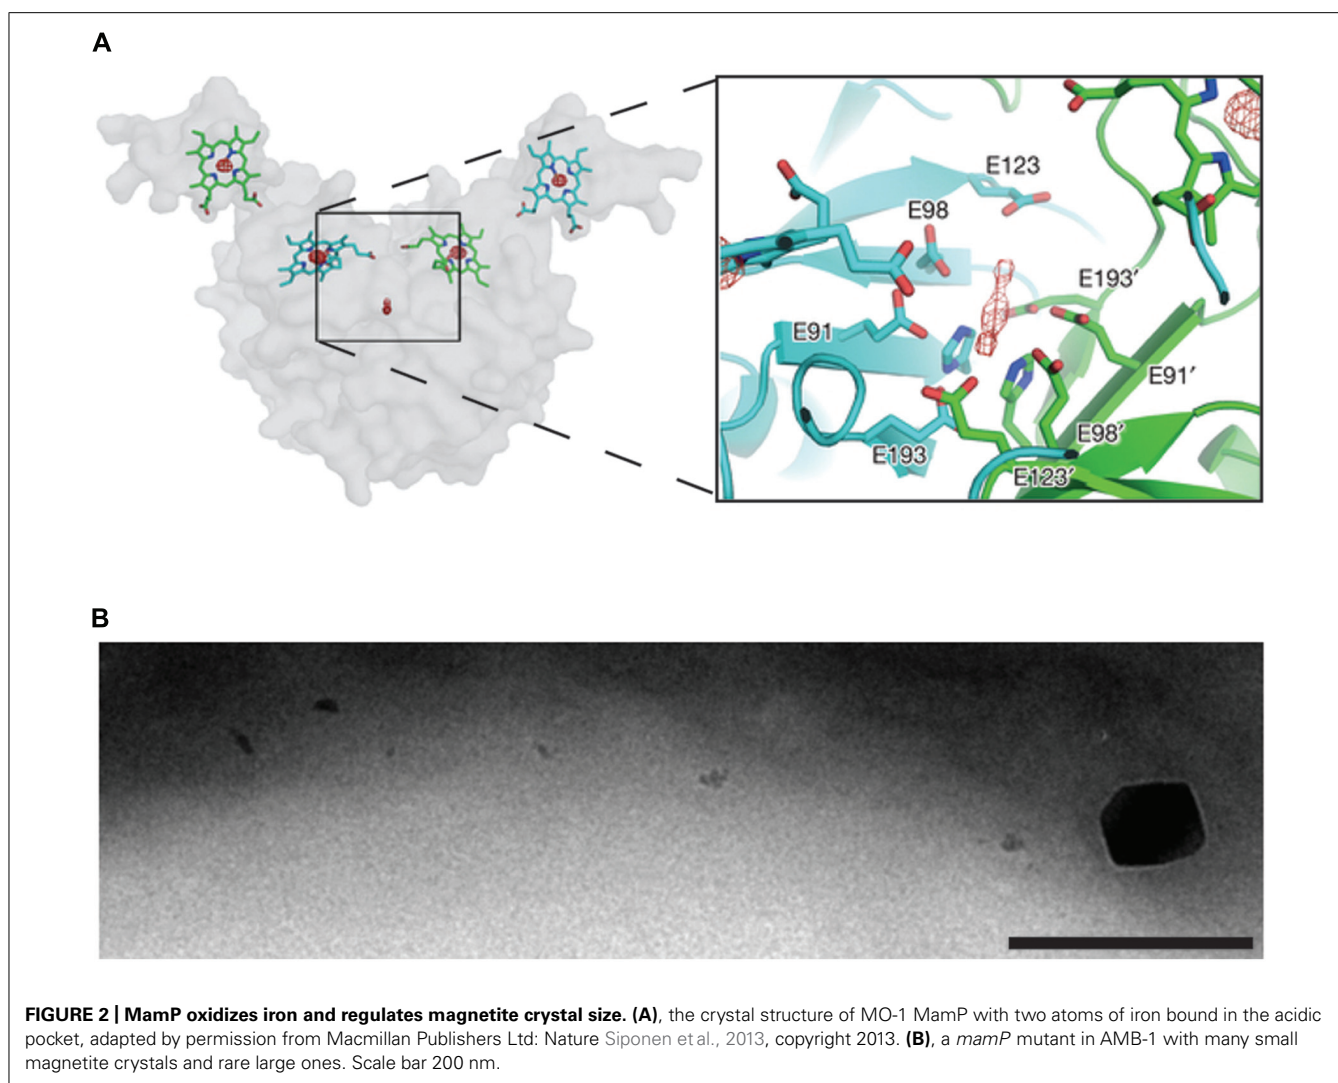 A
E123
E98
E193′
E91
E91′
E98′
E193
E123′
B
FIGURE 2 | MamP oxidizes iron and regulates magnetite crystal size. (A), the crystal structure of MO-1 MamP with two atoms of iron bound in the acidic
pocket, adapted by permission from Macmillan Publishers Ltd: Nature Siponen et al., 2013, copyright 2013. (B), a mamP mutant in AMB-1 with many small
magnetite crystals and rare large ones. Scale bar 200 nm.